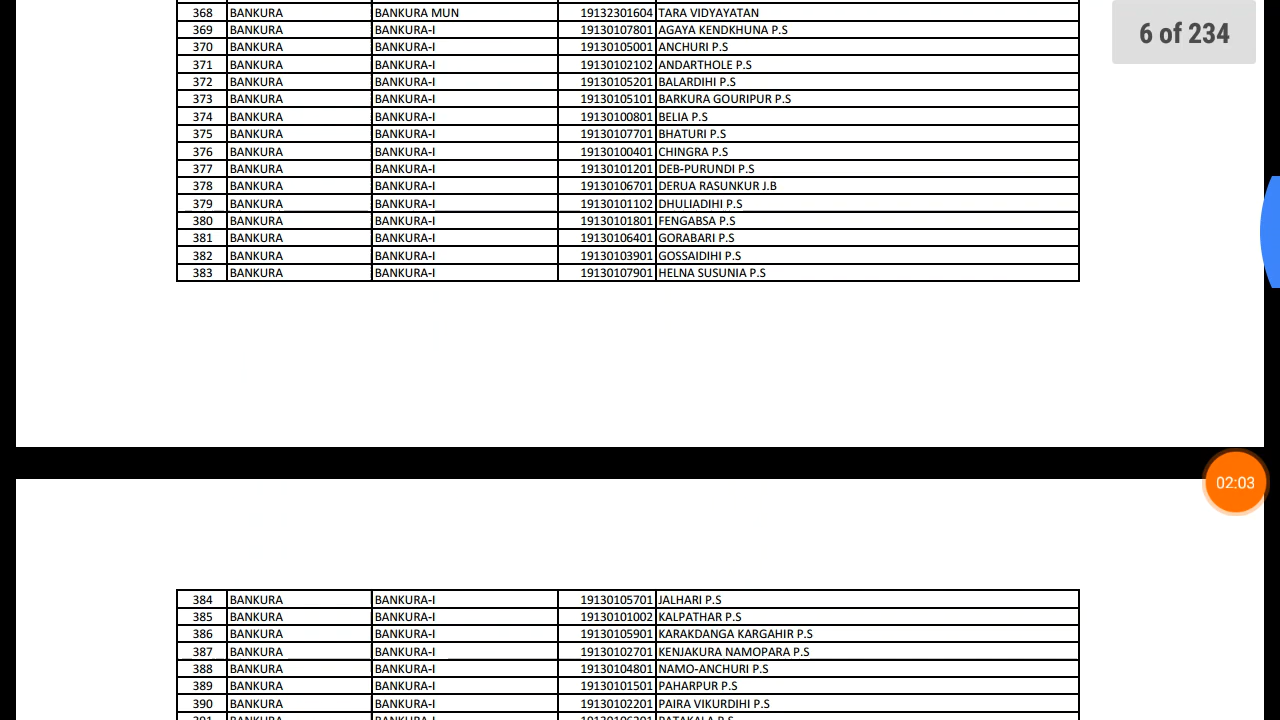 368 BANKURA BANKURA MUN 19132301604 TARA VIDYAYATAN
6 of 234
369 BANKURA BANKURA-I 19130107801 AGAYA KENDKHUNA P.S
370 BANKURA BANKURA-I 19130105001 ANCHURI P.S
371 BANKURA BANKURA-I 19130102102 ANDARTHOLE P.S
372 BANKURA BANKURA-I 19130105201 BALARDIHI P.S
373 BANKURA BANKURA-I 19130105101 BARKURA GOURIPUR P.S
374 BANKURA BANKURA-I 19130100801 BELIA P.S
375 BANKURA BANKURA-I 19130107701 BHATURI P.S
376 BANKURA BANKURA-I 19130100401 CHINGRA P.S
377 BANKURA BANKURA-I 19130101201 DEB-PURUNDI P.S
378 BANKURA BANKURA-I 19130106701 DERUA RASUNKUR J.B
379 BANKURA BANKURA-I 19130101102 DHULIADIHI P.S
380 BANKURA BANKURA-I 19130101801 FENGABSA P.S
381 BANKURA BANKURA-I 19130106401 GORABARI P.S
382 BANKURA BANKURA-I 19130103901 GOSSAIDIHI P.S
383 BANKURA BANKURA-I 19130107901 HELNA SUSUNIA P.S
02:03
384 BANKURA BANKURA-I 19130105701 JALHARI P.S
385 BANKURA BANKURA-I 19130101002 KALPATHAR P.S
386 BANKURA BANKURA-I 19130105901 KARAKDANGA KARGAHIR P.S
387 BANKURA BANKURA-I 19130102701 KENJAKURA NAMOPARA P.S
388 BANKURA BANKURA-I 19130104801 NAMO-ANCHURI P.S
389 BANKURA BANKURA-I 19130101501 PAHARPUR P.S
390 BANKURA BANKURA-I 19130102201 PAIRA VIKURDIHI P.S
BANKURA BANKURA-I